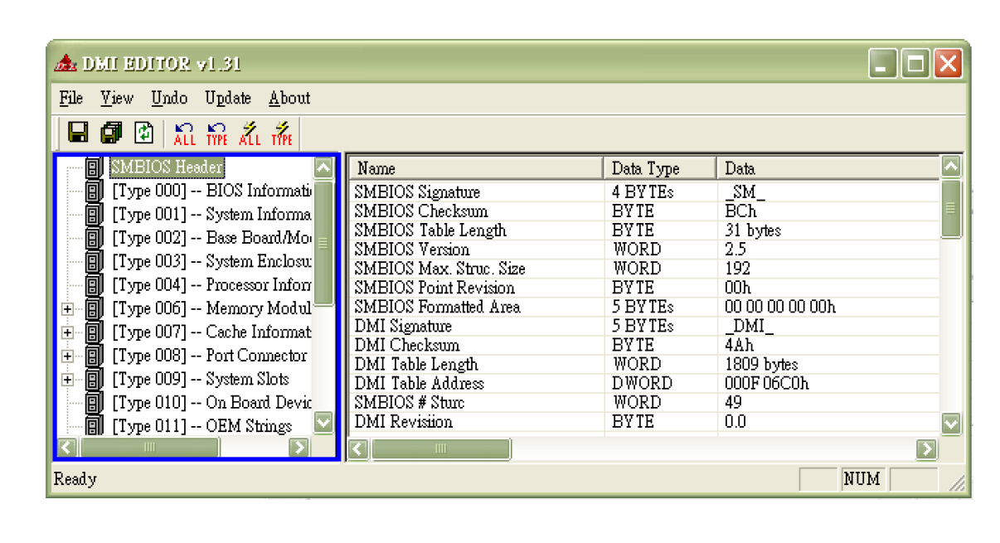 DMI EDITOR v1.31
File View Undo Update About
ALL TYPE ALL TYPE
SMBIOS Header
[Type 000] -- BIOS Informati
[Type 001] -- System Informa
[Type 002] -- Base Board/Mo
[Type 003] -- System Enclosu
[Type 004] -- Processor Inform
[Type 006] -- Memory Modul
[Type 007] -- Cache Informat
[Type 008] -- Port Connector
[Type 009] -- System Slots
[Type 010] -- On Board Devic
[Type 011] -- OEM Strings
Name Data Type Data
SMBIOS Signature 4 BYTEs _SM_
SMBIOS Checksum BYTE BCh
SMBIOS Table Length BYTE 31 bytes
SMBIOS Version WORD 2.5
SMBIOS Max. Struc. Size WORD 192
SMBIOS Point Revision BYTE 00h
SMBIOS Formatted Area 5 BYTEs 00 00 00 00 00h
DMI Signature 5 BYTEs _DMI_
DMI Checksum BYTE 4Ah
DMI Table Length WORD 1809 bytes
DMI Table Address DWORD 000F06C0h
SMBIOS # Sturc WORD 49
DMI Revisiion BYTE 0.0
Ready NUM